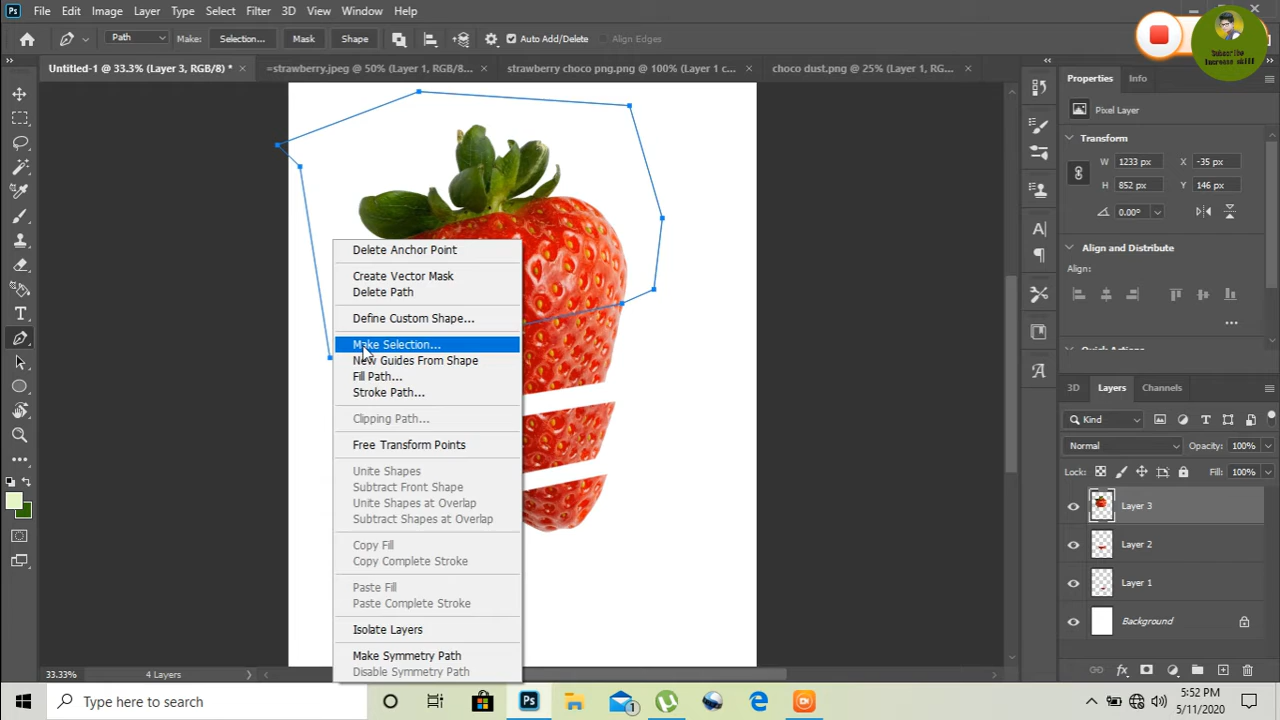 Ps File Edit Image Layer Type Select Filter 3D View Window Help
Path Make: Selection... Mask Shape Auto Add/Delete Align Edges
Subscribe
Increase skill
Untitled-1 @ 33.3% (Layer 3, RGB/8) * × =strawberry.jpeg @ 50% (Layer 1, RGB/8... × strawberry choco png.png @ 100% (Layer 1 c... × choco dust.png @ 25% (Layer 1, RG... ×
Properties Info
Pixel Layer
Transform
W 1233 px X -35 px
H 852 px Y 146 px
0.00°
Align and Distribute
Align:
Quick Actions
3D Layers Channels
Kind
Normal Opacity: 100%
Lock: Fill: 100%
Layer 3
Layer 2
Layer 1
Background
Delete Anchor Point
Create Vector Mask
Delete Path
Define Custom Shape...
Make Selection...
New Guides From Shape
Fill Path...
Stroke Path...
Clipping Path...
Free Transform Points
Unite Shapes
Subtract Front Shape
Unite Shapes at Overlap
Subtract Shapes at Overlap
Copy Fill
Copy Complete Stroke
Paste Fill
Paste Complete Stroke
Isolate Layers
Make Symmetry Path
Disable Symmetry Path
33.33% 4 Layers
Type here to search Ps 1 5:52 PM
5/11/2020